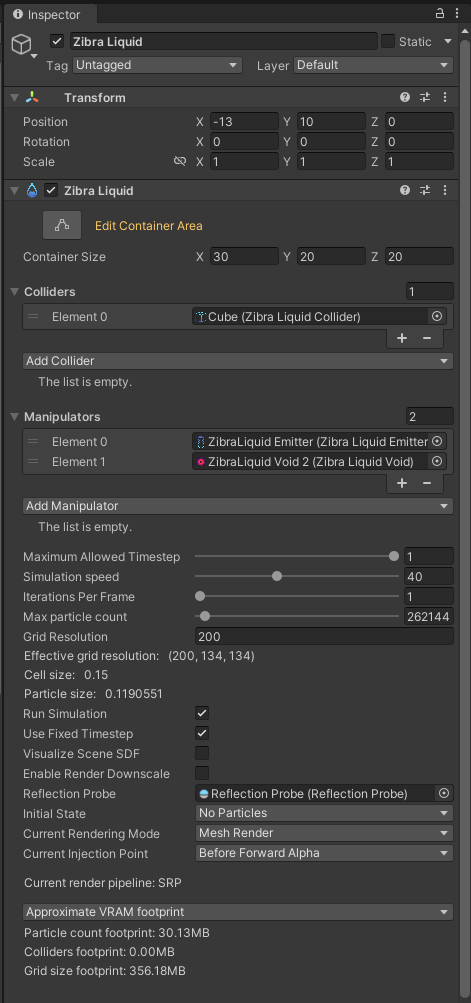 Inspector
Zibra Liquid Static
Tag Untagged Layer Default
Transform
Position X -13 Y 10 Z 0
Rotation X 0 Y 0 Z 0
Scale X 1 Y 1 Z 1
Zibra Liquid
Edit Container Area
Container Size X 30 Y 20 Z 20
Colliders 1
Element 0 Cube (Zibra Liquid Collider)
+ −
Add Collider
The list is empty.
Manipulators 2
Element 0 ZibraLiquid Emitter (Zibra Liquid Emitter
Element 1 ZibraLiquid Void 2 (Zibra Liquid Void)
+ −
Add Manipulator
The list is empty.
Maximum Allowed Timestep 1
Simulation speed 40
Iterations Per Frame 1
Max particle count 262144
Grid Resolution 200
Effective grid resolution: (200, 134, 134)
Cell size: 0.15
Particle size: 0.1190551
Run Simulation
Use Fixed Timestep
Visualize Scene SDF
Enable Render Downscale
Reflection Probe Reflection Probe (Reflection Probe)
Initial State No Particles
Current Rendering Mode Mesh Render
Current Injection Point Before Forward Alpha
Current render pipeline: SRP
Approximate VRAM footprint
Particle count footprint: 30.13MB
Colliders footprint: 0.00MB
Grid size footprint: 356.18MB